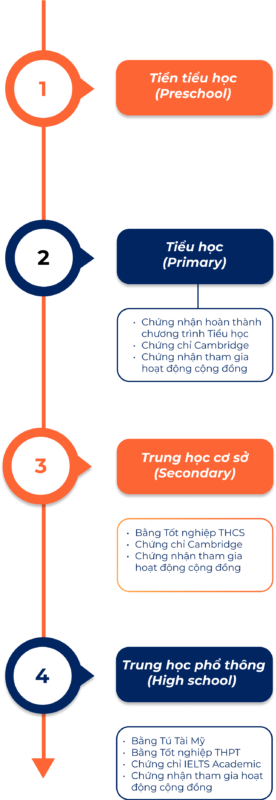 1
Tiền tiểu học
(Preschool)
2
Tiểu học
(Primary)
• Chứng nhận hoàn thành
chương trình Tiểu học
• Chứng chỉ Cambridge
• Chứng nhận tham gia
hoạt động cộng đồng
3
Trung học cơ sở
(Secondary)
• Bằng Tốt nghiệp THCS
• Chứng chỉ Cambridge
• Chứng nhận tham gia
hoạt động cộng đồng
4
Trung học phổ thông
(High school)
• Bằng Tú Tài Mỹ
• Bằng Tốt nghiệp THPT
• Chứng chỉ IELTS Academic
• Chứng nhận tham gia hoạt
động cộng đồng